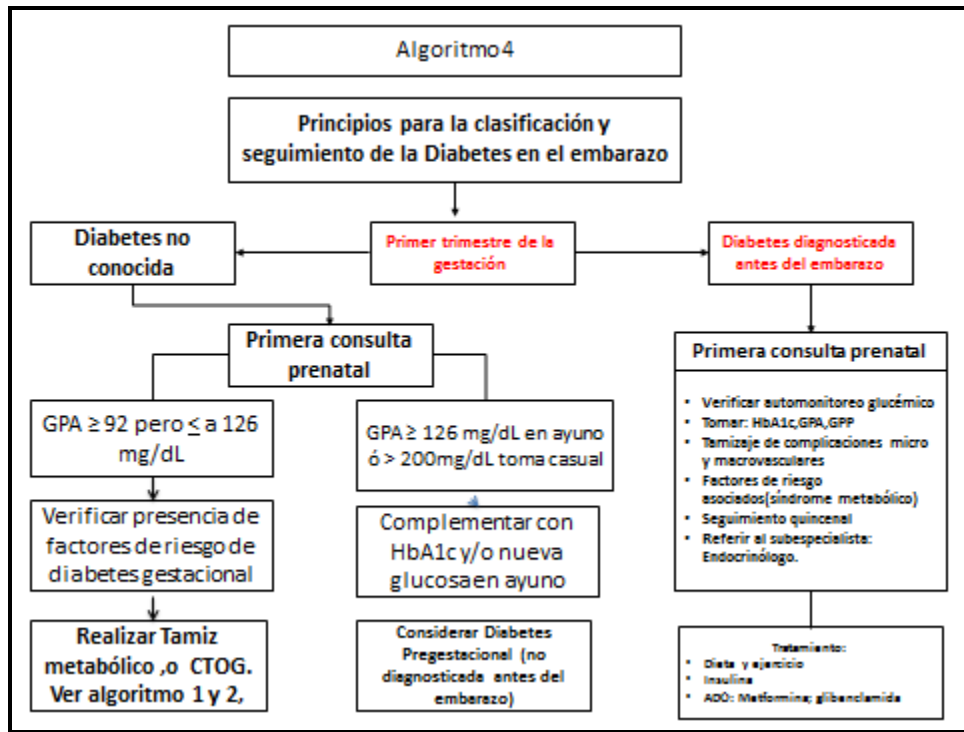 Algoritmo4
Principios para la clasificación y
seguimiento de la Diabetes en el embarazo
Diabetes no
conocida
Primer trimestre de la
gestación
Diabetes diagnosticada
antes del embarazo
Primera consulta
prenatal
Primera consulta prenatal
GPA ≥ 92 pero ≤ a 126
mg/dL
GPA ≥ 126 mg/dL en ayuno
ó > 200mg/dL toma casual
• Verificar automonitoreo glucémico
• Tomar: HbA1c,GPA,GPP
• Tamizaje de complicaciones micro
y macrovasculares
• Factores de riesgo
asociados(síndrome metabólico)
• Seguimiento quincenal
• Referir al subespecialista:
Endocrinólogo.
Verificar presencia de
factores de riesgo de
diabetes gestacional
Complementar con
HbA1c y/o nueva
glucosa en ayuno
Realizar Tamiz
metabólico ,o CTOG.
Ver algoritmo 1 y 2,
Considerar Diabetes
Pregestacional (no
diagnosticada antes del
embarazo)
Tratamiento:
• Dieta y ejercicio
• Insulina
• ADO: Metformina; glibenclamida